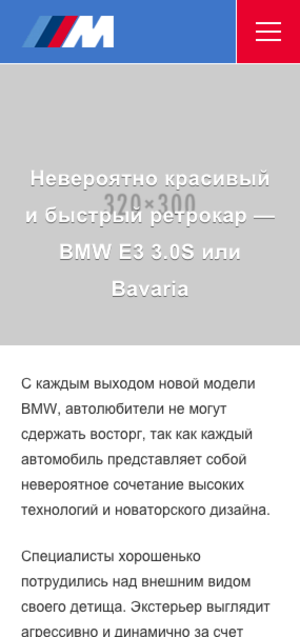 M
Невероятно красивый
320×300
и быстрый ретрокар —
BMW E3 3.0S или
Bavaria
С каждым выходом новой модели
BMW, автолюбители не могут
сдержать восторг, так как каждый
автомобиль представляет собой
невероятное сочетание высоких
технологий и новаторского дизайна.
Специалисты хорошенько
потрудились над внешним видом
своего детища. Экстерьер выглядит
агрессивно и динамично за счет